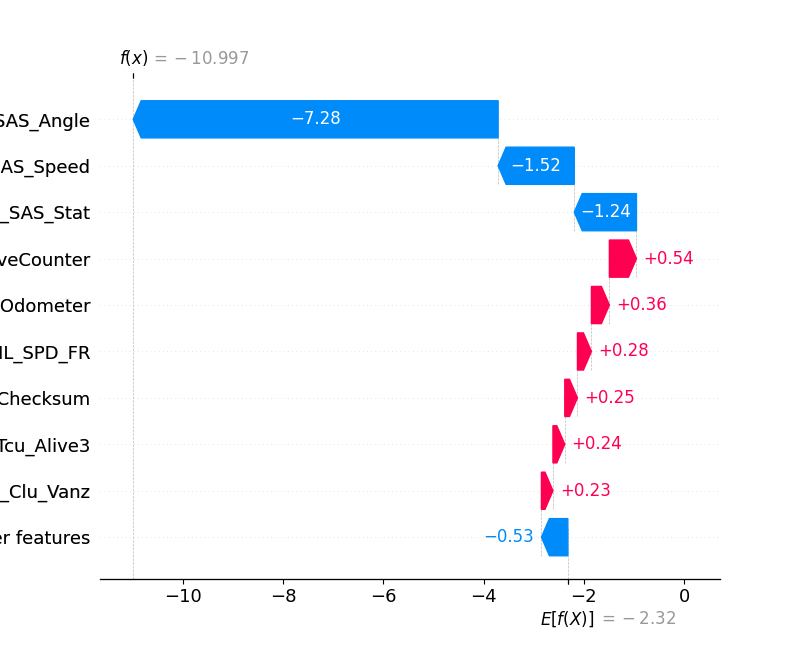 f(x) = −10.997
SAS_Angle
−7.28
AS_Speed
−1.52
_SAS_Stat
−1.24
veCounter
+0.54
Odometer
+0.36
HL_SPD_FR
+0.28
Checksum
+0.25
Tcu_Alive3
+0.24
_Clu_Vanz
+0.23
er features
−0.53
−10 −8 −6 −4 −2 0
E[f(X)] = −2.32